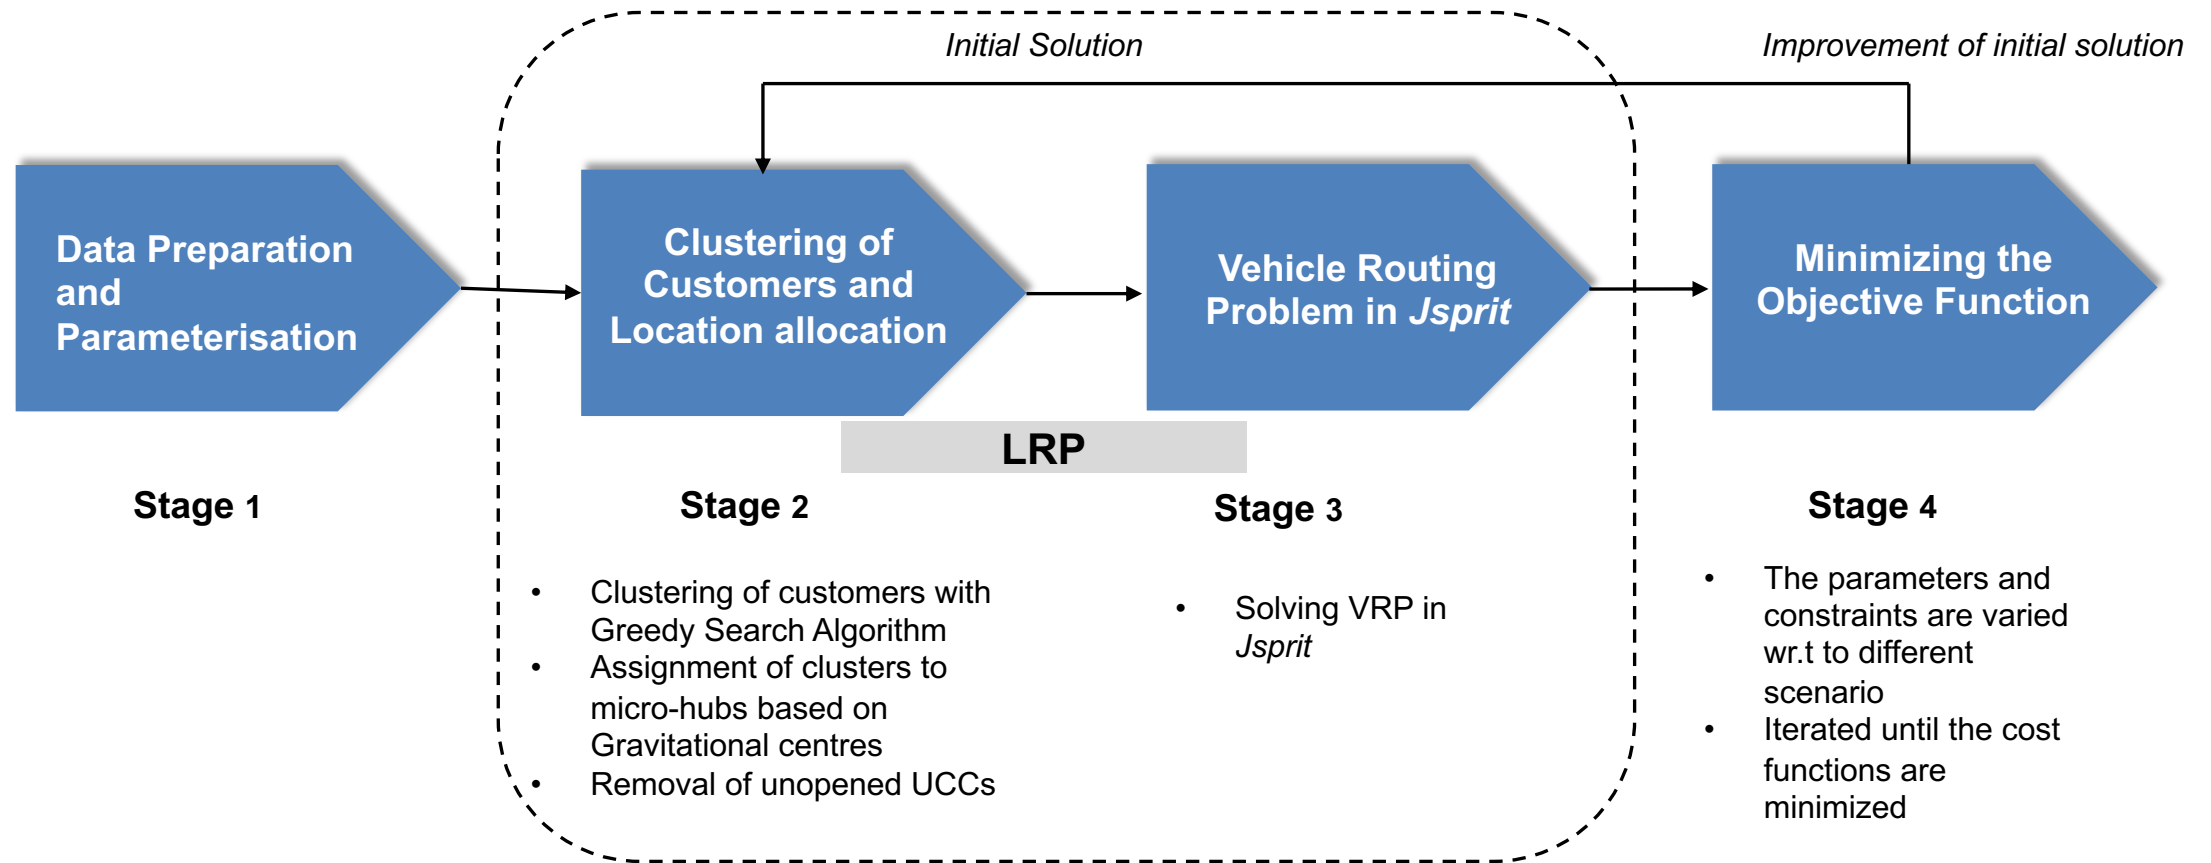 Initial Solution
Improvement of initial solution
Data Preparation
and
Parameterisation
Clustering of
Customers and
Location allocation
Vehicle Routing
Problem in Jsprit
Minimizing the
Objective Function
LRP
Stage 1
Stage 2
Stage 3
Stage 4
• Clustering of customers with
Greedy Search Algorithm
• Assignment of clusters to
micro-hubs based on
Gravitational centres
• Removal of unopened UCCs
• Solving VRP in
Jsprit
• The parameters and
constraints are varied
wr.t to different
scenario
• Iterated until the cost
functions are
minimized